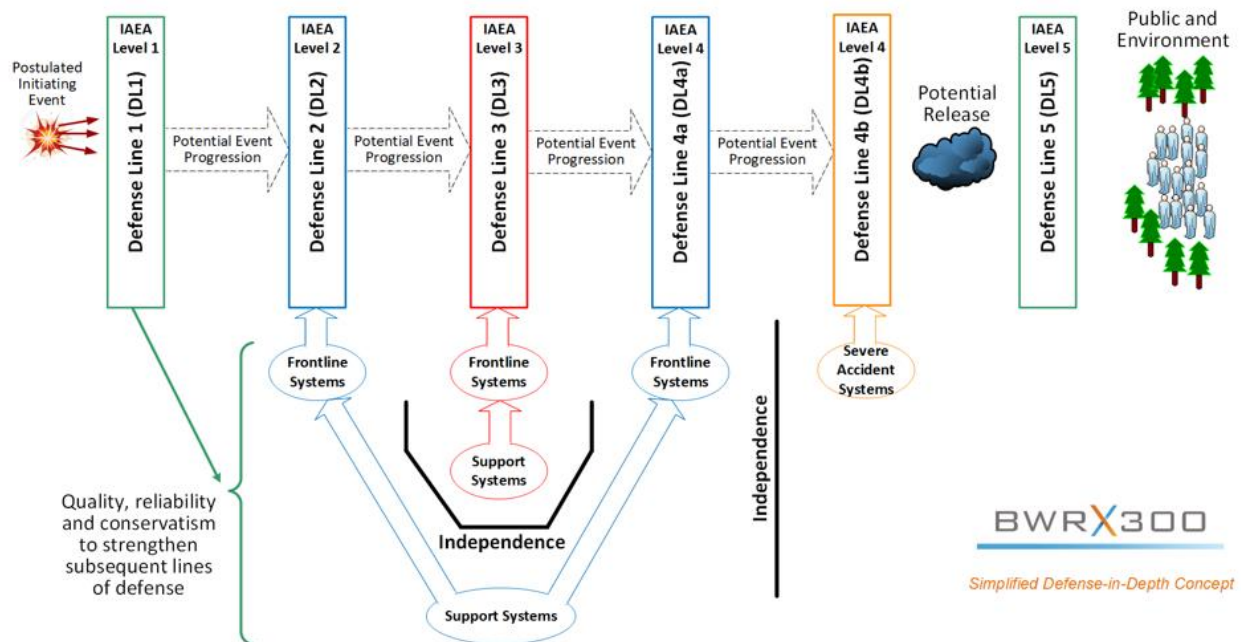 IAEA
Level 1
Defense Line 1 (DL1)
IAEA
Level 2
Defense Line 2 (DL2)
IAEA
Level 3
Defense Line 3 (DL3)
IAEA
Level 4
Defense Line 4a (DL4a)
IAEA
Level 4
Defense Line 4b (DL4b)
IAEA
Level 5
Defense Line 5 (DL5)
Public and
Environment
Postulated
Initiating
Event
Potential Event
Progression
Potential Event
Progression
Potential Event
Progression
Potential Event
Progression
Potential
Release
Frontline
Systems
Frontline
Systems
Frontline
Systems
Severe
Accident
Systems
Support
Systems
Independence
Independence
Support Systems
Quality, reliability
and conservatism
to strengthen
subsequent lines
of defense
BWRX300
Simplified Defense-in-Depth Concept